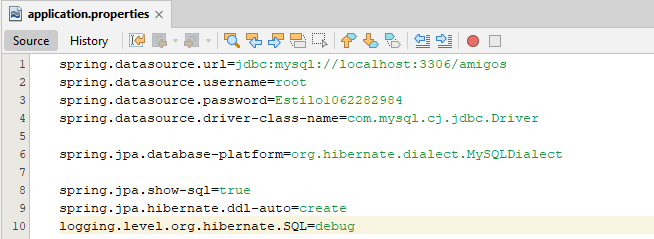 application.properties
Source History
1 spring.datasource.url=jdbc:mysql://localhost:3306/amigos
2 spring.datasource.username=root
3 spring.datasource.password=Estilo1062282984
4 spring.datasource.driver-class-name=com.mysql.cj.jdbc.Driver
5
6 spring.jpa.database-platform=org.hibernate.dialect.MySQLDialect
7
8 spring.jpa.show-sql=true
9 spring.jpa.hibernate.ddl-auto=create
10 logging.level.org.hibernate.SQL=debug